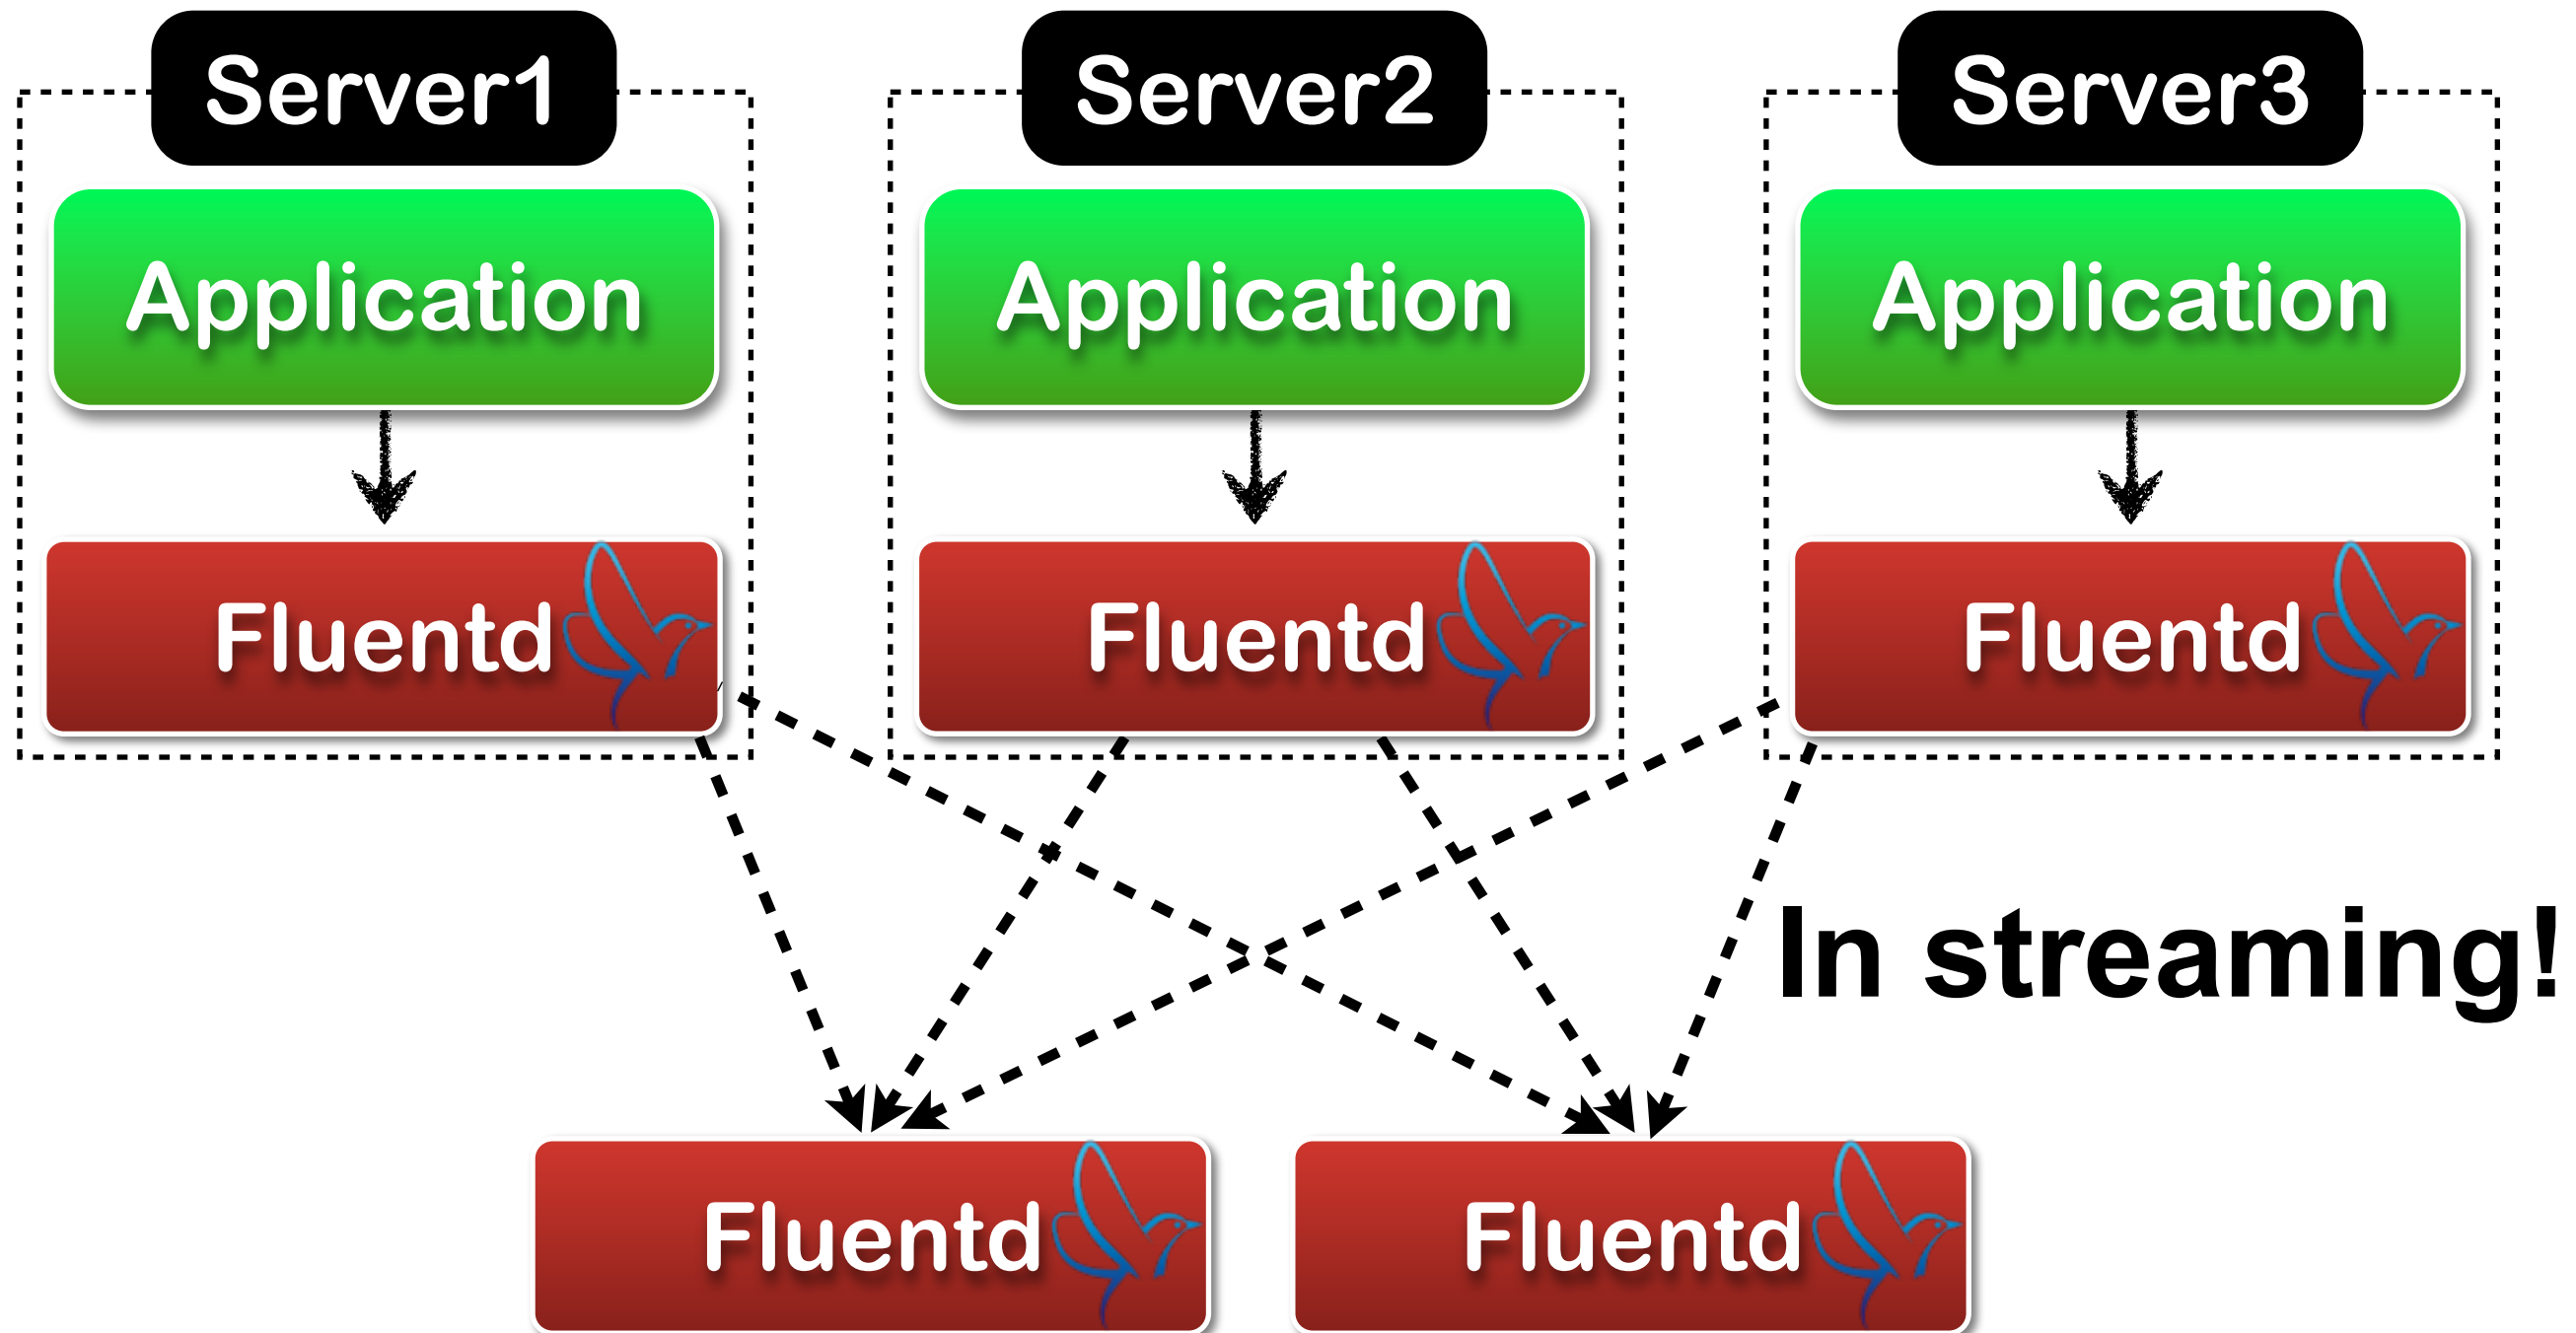 Server1
Server2
Server3
Application
Application
Application
Fluentd
Fluentd
Fluentd
In streaming!
Fluentd
Fluentd